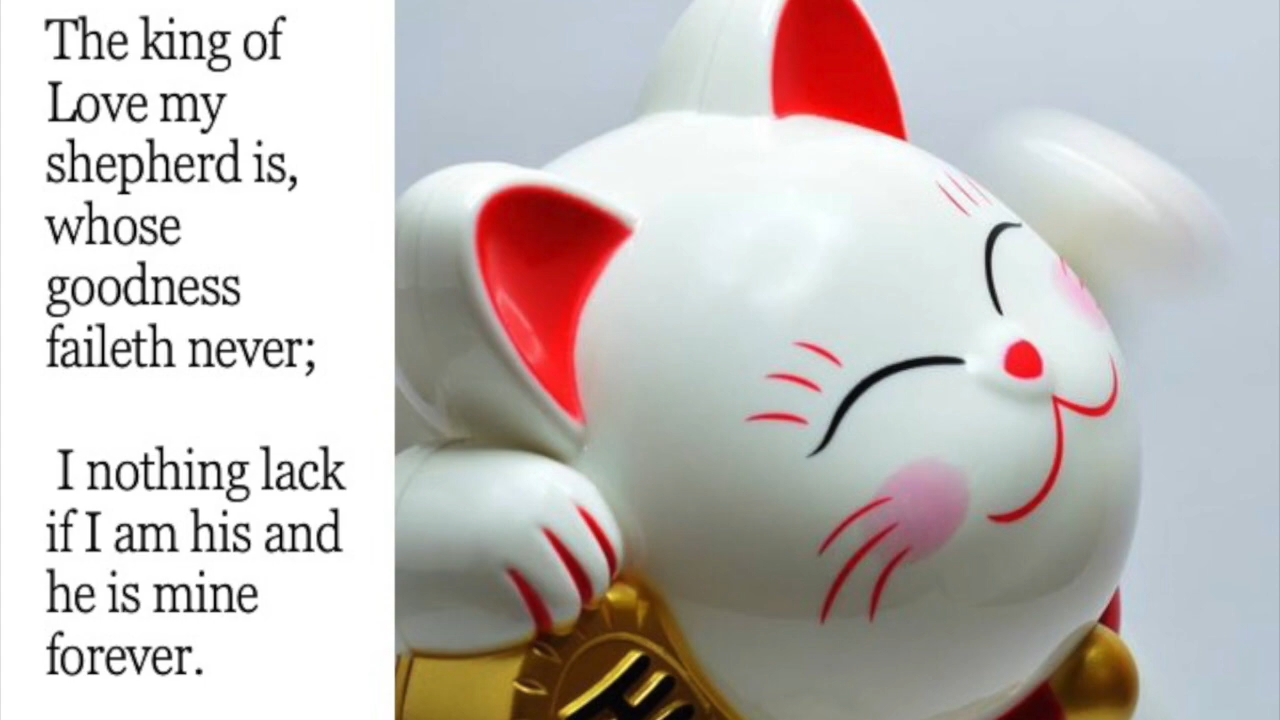 The king of
Love my
shepherd is,
whose
goodness
faileth never;
I nothing lack
if I am his and
he is mine
forever.